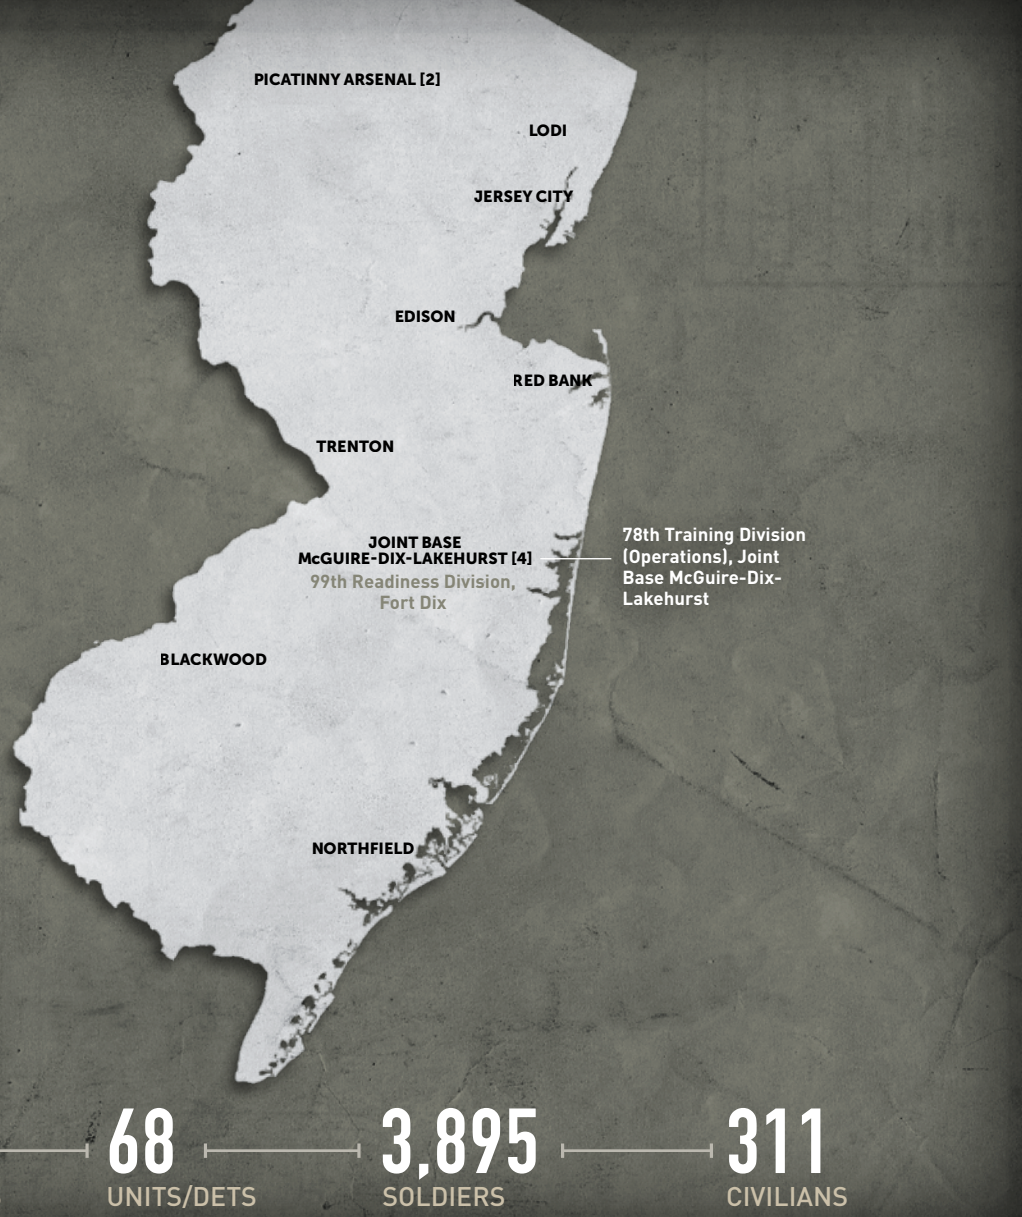 PICATINNY ARSENAL [2]
LODI
JERSEY CITY
EDISON
RED BANK
TRENTON
JOINT BASE
McGUIRE-DIX-LAKEHURST [4]
99th Readiness Division,
Fort Dix
78th Training Division
(Operations), Joint
Base McGuire-Dix-
Lakehurst
BLACKWOOD
NORTHFIELD
68
UNITS/DETS
3,895
SOLDIERS
311
CIVILIANS